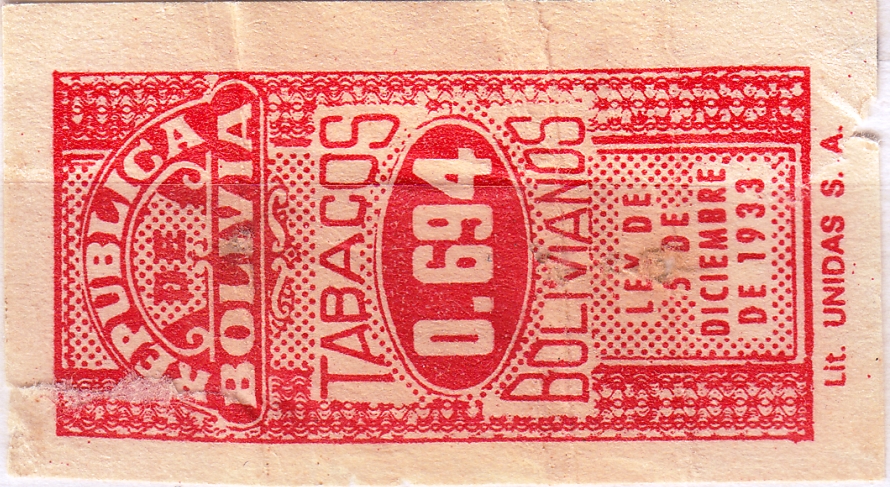 REPUBLICA
DE
BOLIVIA
TABACOS
0.694
BOLIVIANOS
LEY DE
5 DE
DICIEMBRE
DE 1933
Lit. UNIDAS S. A.